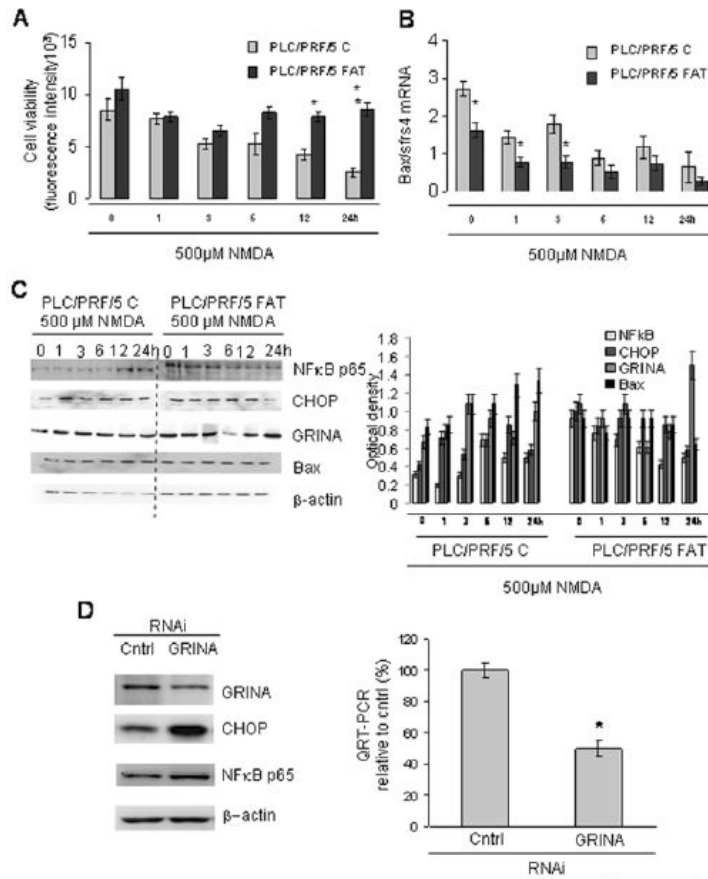 A
Cell viability
(fluorescence intensity10³)
15
10
5
0
PLC/PRF/5 C
PLC/PRF/5 FAT
*
*
*
0 1 3 6 12 24h
500µM NMDA
B
Bax/sfrs4 mRNA
4
3
2
1
0
PLC/PRF/5 C
PLC/PRF/5 FAT
*
*
*
0 1 3 6 12 24h
500µM NMDA
C
PLC/PRF/5 C
500 µM NMDA
PLC/PRF/5 FAT
500 µM NMDA
0 1 3 6 12 24h
0 1 3 6 12 24h
NFκB p65
CHOP
GRINA
Bax
β-actin
Optical density
1.8
1.6
1.4
1.2
1.0
0.8
0.6
0.4
0.2
0
NFkB
CHOP
GRINA
Bax
0 1 3 6 12 24h
0 1 3 6 12 24h
PLC/PRF/5 C
PLC/PRF/5 FAT
500µM NMDA
D
RNAi
Cntrl GRINA
GRINA
CHOP
NFκB p65
β-actin
QRT-PCR
relative to cntrl (%)
120
100
80
60
40
20
0
*
Cntrl
GRINA
RNAi